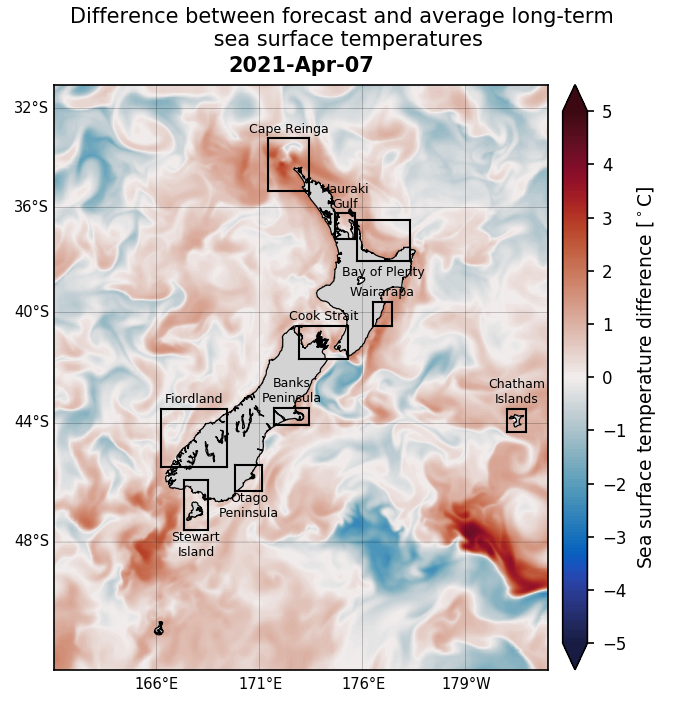 Difference between forecast and average long-term
sea surface temperatures
2021-Apr-07
32°S
36°S
40°S
44°S
48°S
Cape Reinga
Hauraki
Gulf
Bay of Plenty
Wairarapa
Cook Strait
Banks
Peninsula
Fiordland
Chatham
Islands
Otago
Peninsula
Stewart
Island
166°E
171°E
176°E
179°W
5
4
3
2
1
0
−1
−2
−3
−4
−5
Sea surface temperature difference [°C]